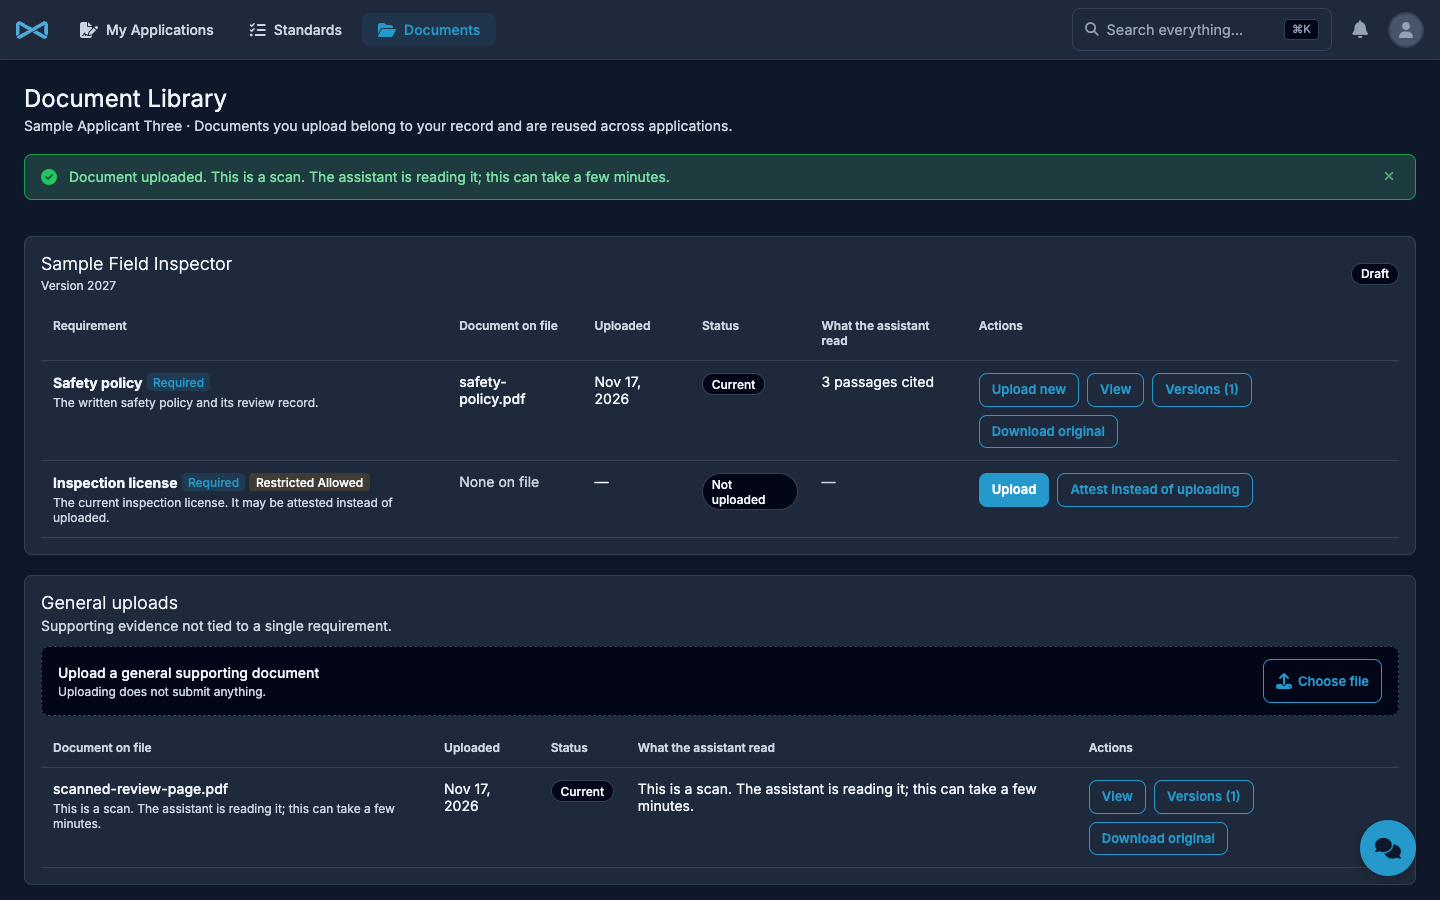 My Applications
Standards
Documents
Search everything...
⌘K
Document Library
Sample Applicant Three · Documents you upload belong to your record and are reused across applications.
Document uploaded. This is a scan. The assistant is reading it; this can take a few minutes.
Sample Field Inspector
Version 2027
Draft
Requirement
Document on file
Uploaded
Status
What the assistant
read
Actions
Safety policy Required
The written safety policy and its review record.
safety-
policy.pdf
Nov 17,
2026
Current
3 passages cited
Upload new
View
Versions (1)
Download original
Inspection license Required Restricted Allowed
The current inspection license. It may be attested instead of
uploaded.
None on file
—
Not
uploaded
—
Upload
Attest instead of uploading
General uploads
Supporting evidence not tied to a single requirement.
Upload a general supporting document
Uploading does not submit anything.
Choose file
Document on file
Uploaded
Status
What the assistant read
Actions
scanned-review-page.pdf
This is a scan. The assistant is reading it; this can take a few
minutes.
Nov 17,
2026
Current
This is a scan. The assistant is reading it; this can take a few
minutes.
View
Versions (1)
Download original